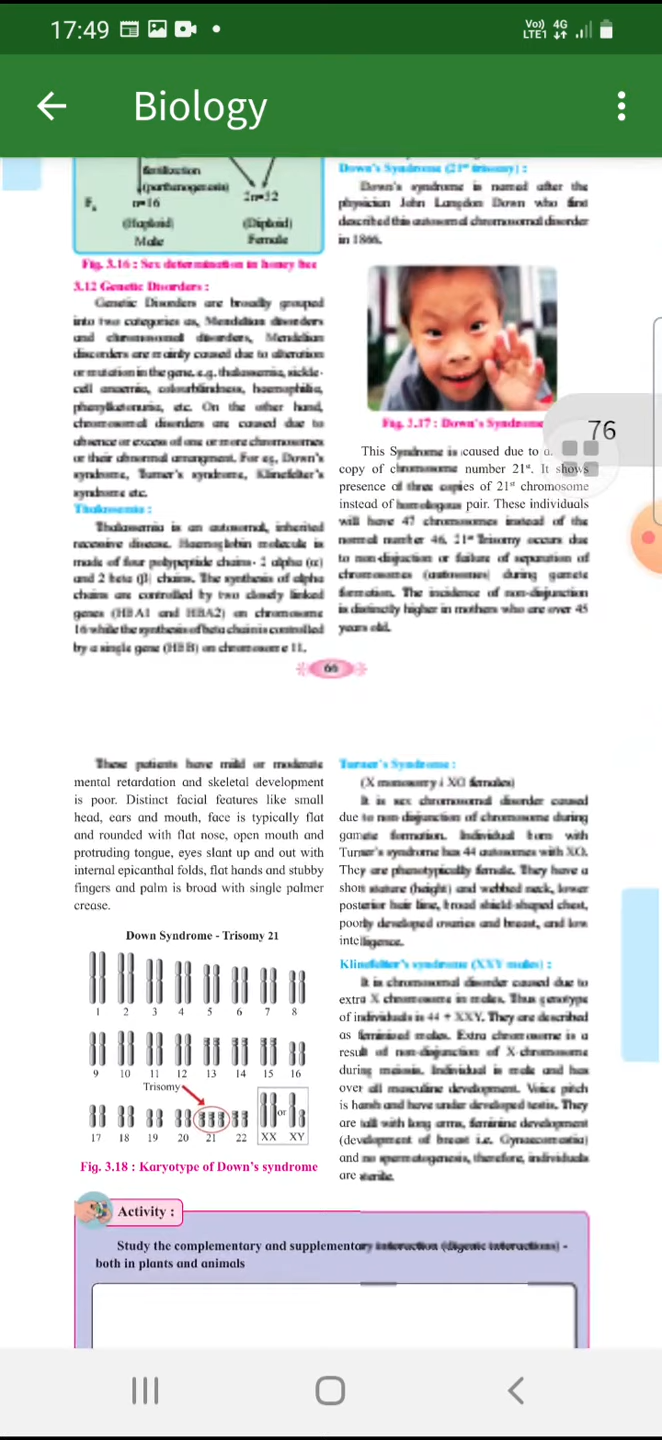 17:49
Vo)) 4G
LTE1
Biology
fertilization
(parthenogenesis)
n=16
2n=32
(Haploid)
(Diploid)
Male
Female
Fig. 3.16 : Sex determination in honey bee
3.12 Genetic Disorders :
Genetic Disorders are broadly grouped
into two categories as, Mendelian disorders
and chromosomal disorders, Mendelian
disorders are mainly caused due to alteration
or mutation in the gene. e.g. thalassemia, sickle-
cell anaemia, colourblindness, haemophilia,
phenylketonuria, etc. On the other hand,
chromosomal disorders are caused due to
absence or excess of one or more chromosomes
or their abnormal arrangment. For eg, Down's
syndrome, Turner's syndrome, Klinefelter's
syndrome etc.
Thalassemia :
Thalassemia is an autosomal, inherited
recessive disease. Haemoglobin molecule is
made of four polypeptide chains- 2 alpha (α)
and 2 beta (β) chains. The synthesis of alpha
chains are controlled by two closely linked
genes (HBA1 and HBA2) on chromosome
16 while the synthesis of beta chain is controlled
by a single gene (HBB) on chromosome 11.
Down's Syndrome (21st trisomy) :
Down's syndrome is named after the
physician John Langdon Down who first
described this autosomal chromosomal disorder
in 1866.
Fig. 3.17 : Down's Syndrome
76
This Syndrome is caused due to
copy of chromosome number 21st. It shows
presence of three copies of 21st chromosome
instead of homologous pair. These individuals
will have 47 chromosomes instead of the
normal number 46. 21st Trisomy occurs due
to non-disjuction or failure of separation of
chromosomes (autosomes) during gamete
formation. The incidence of non-disjunction
is distinctly higher in mothers who are over 45
years old.
66
These patients have mild or moderate
mental retardation and skeletal development
is poor. Distinct facial features like small
head, ears and mouth, face is typically flat
and rounded with flat nose, open mouth and
protruding tongue, eyes slant up and out with
internal epicanthal folds, flat hands and stubby
fingers and palm is broad with single palmer
crease.
Down Syndrome - Trisomy 21
1 2 3 4 5 6 7 8
9 10 11 12 13 14 15 16
Trisomy
or
17 18 19 20 21 22 XX XY
Fig. 3.18 : Karyotype of Down's syndrome
Turner's Syndrome :
(X monosomy / XO females)
It is sex chromosomal disorder caused
due to non disjunction of chromosome during
gamete formation. Individual born with
Turner's syndrome has 44 autosomes with XO.
They are phenotypically female. They have a
short stature (height) and webbed neck, lower
posterior hair line, broad shield-shaped chest,
poorly developed ovaries and breast, and low
intelligence.
Klinefelter's syndrome (XXY males) :
It is chromosomal disorder caused due to
extra X chromosome in males. Thus genotype
of individuals is 44 + XXY. They are described
as feminised males. Extra chromosome is a
result of non-disjunction of X-chromosome
during meiosis. Individual is male and has
over all masculine development. Voice pitch
is harsh and have under developed testis. They
are tall with long arms, feminine development
(development of breast i.e. Gynaecomastia)
and no spermatogenesis, therefore, individuals
are sterile.
Activity :
Study the complementary and supplementary interaction (digenic interactions) -
both in plants and animals